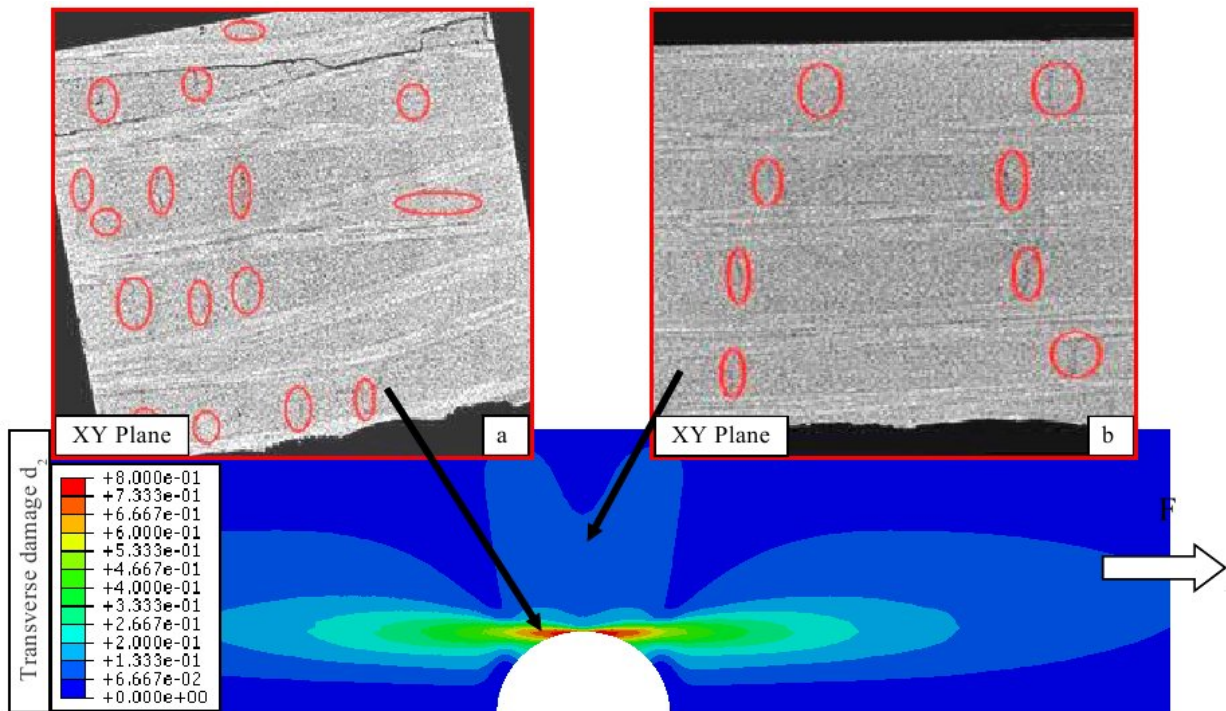 XY Plane
a
XY Plane
b
Transverse damage d2
+8.000e-01
+7.333e-01
+6.667e-01
+6.000e-01
+5.333e-01
+4.667e-01
+4.000e-01
+3.333e-01
+2.667e-01
+2.000e-01
+1.333e-01
+6.667e-02
+0.000e+00
F